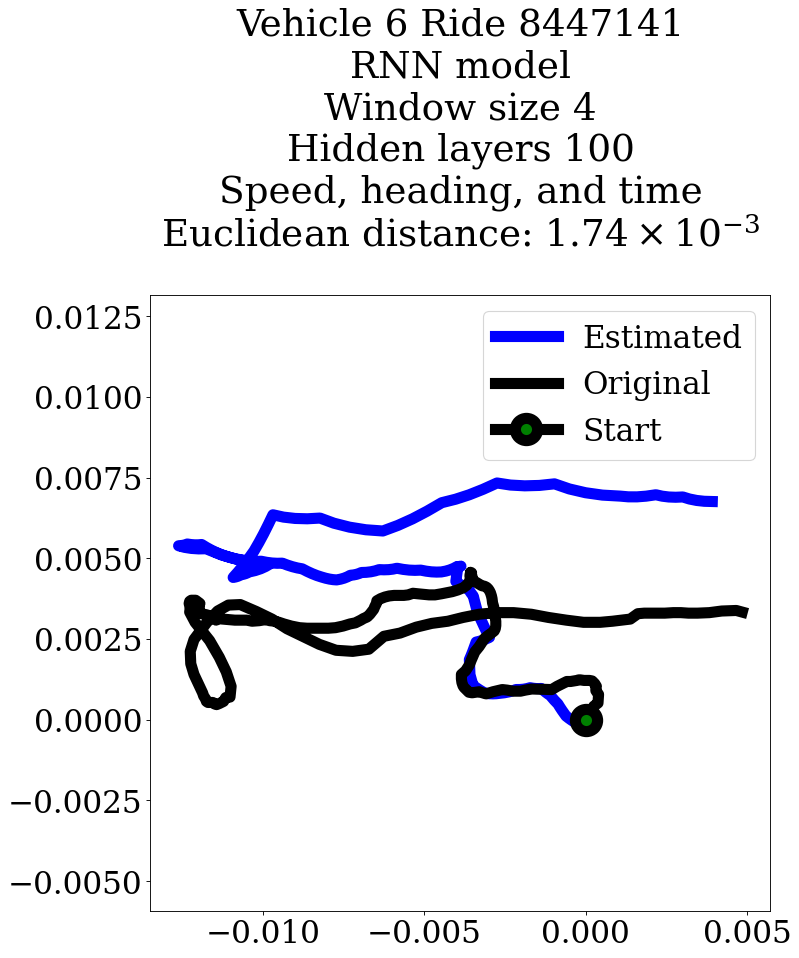 Vehicle 6 Ride 8447141
RNN model
Window size 4
Hidden layers 100
Speed, heading, and time
Euclidean distance: 1.74 × 10⁻³
Estimated
Original
Start
0.0125
0.0100
0.0075
0.0050
0.0025
0.0000
−0.0025
−0.0050
−0.010 −0.005 0.000 0.005